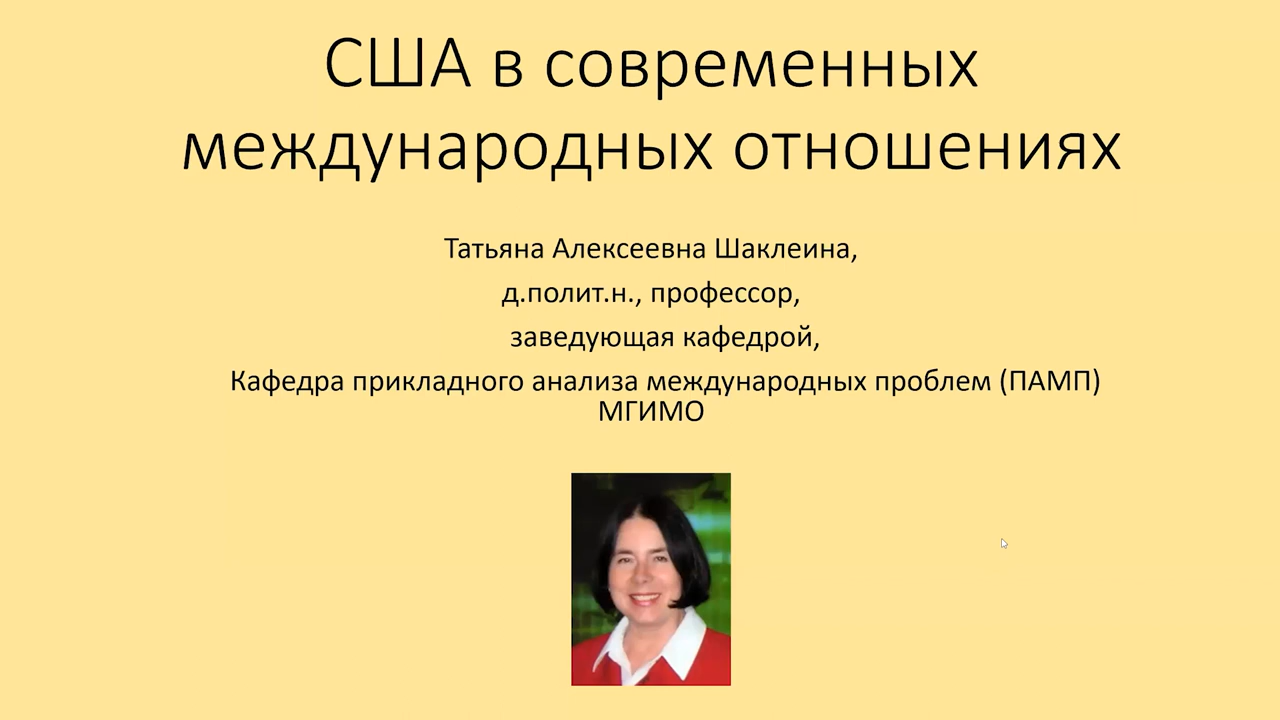 США в современных
международных отношениях
Татьяна Алексеевна Шаклеина,
д.полит.н., профессор,
заведующая кафедрой,
Кафедра прикладного анализа международных проблем (ПАМП)
МГИМО